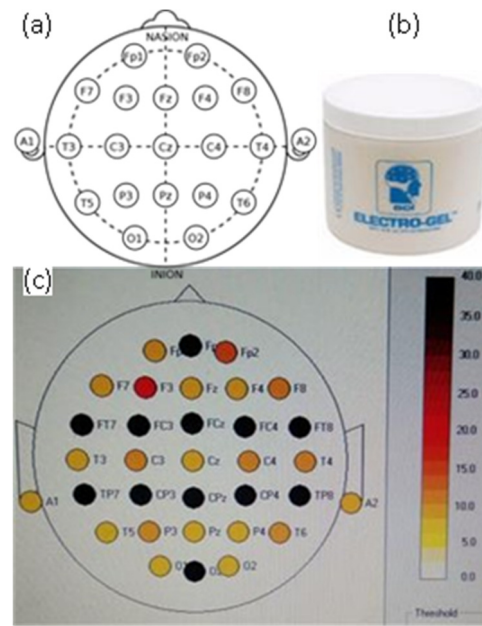 (a)
(b)
NASION
Fp1 Fp2
F7 F3 Fz F4 F8
A1 T3 C3 Cz C4 T4 A2
T5 P3 Pz P4 T6
O1 O2
INION
ECI
ELECTRO-GEL™
(c)
40.0
35.0
30.0
25.0
20.0
15.0
10.0
5.0
0.0
Fp2
F7 F3 Fz F4 F8
FT7 FC3 FCz FC4 FT8
T3 C3 Cz C4 T4
TP7 CP3 CPz CP4 TP8
A1 A2
T5 P3 Pz P4 T6
O2
Threshold